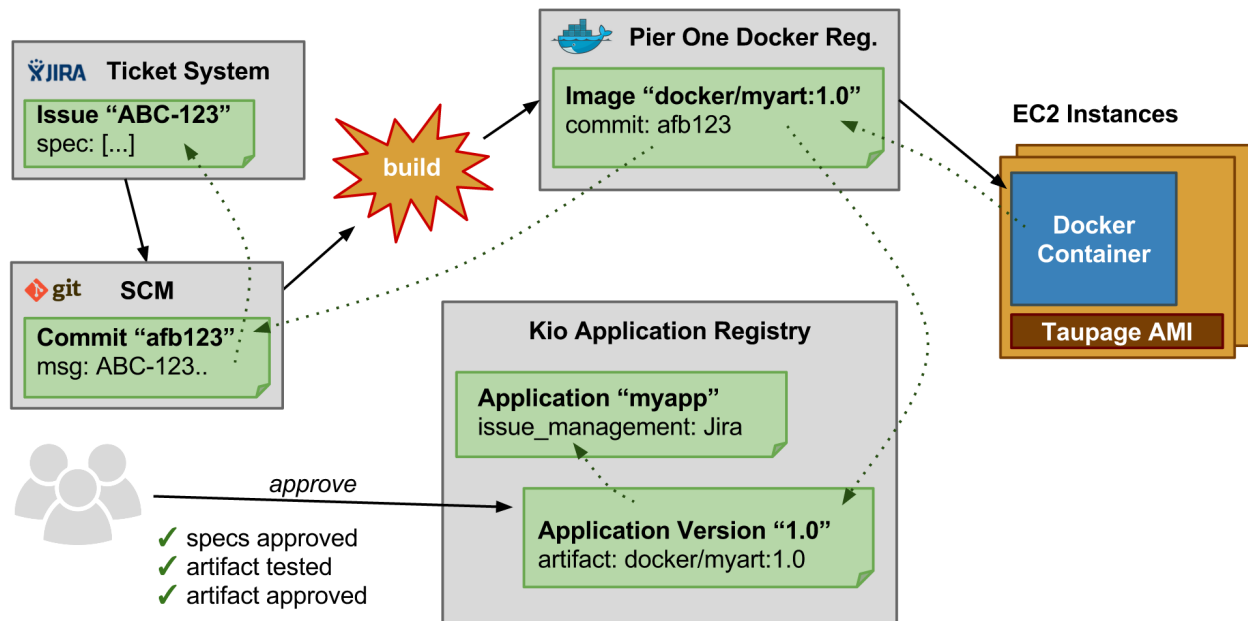 JIRA Ticket System
Issue “ABC-123”
spec: [...]
build
Pier One Docker Reg.
Image “docker/myart:1.0”
commit: afb123
EC2 Instances
Docker
Container
Taupage AMI
git SCM
Commit “afb123”
msg: ABC-123..
Kio Application Registry
Application “myapp”
issue_management: Jira
Application Version “1.0”
artifact: docker/myart:1.0
approve
✓ specs approved
✓ artifact tested
✓ artifact approved